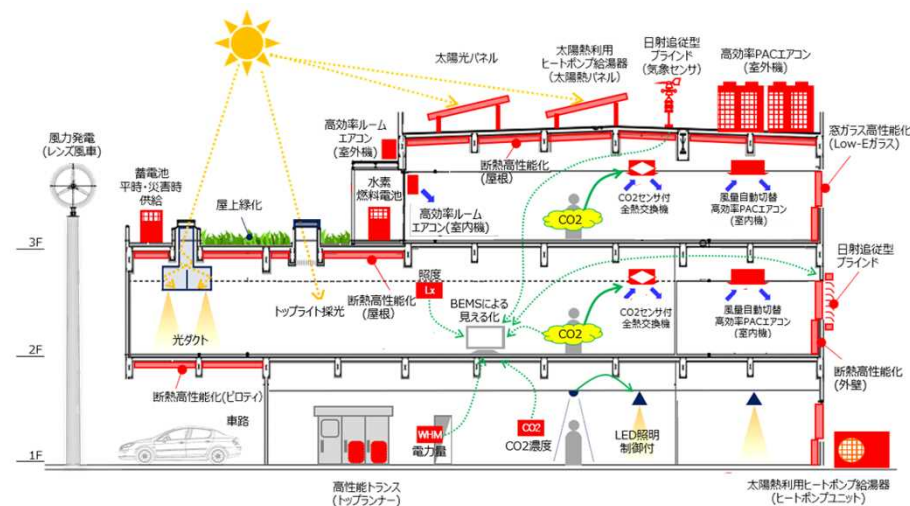 太陽光パネル
太陽熱利用
ヒートポンプ給湯器
(太陽熱パネル)
日射追従型
ブラインド
(気象センサ)
高効率PACエアコン
(室外機)
風力発電
(レンズ風車)
蓄電池
平時・災害時
供給
屋上緑化
高効率ルーム
エアコン
(室外機)
水素
燃料電池
断熱高性能化
(屋根)
高効率ルーム
エアコン(室内機)
CO2
CO2センサ付
全熱交換機
風量自動切替
高効率PACエアコン
(室内機)
窓ガラス高性能化
(Low-Eガラス)
3F
光ダクト
トップライト採光
断熱高性能化
(屋根)
照度
Lx
BEMSによる
見える化
CO2
CO2センサ付
全熱交換機
風量自動切替
高効率PACエアコン
(室内機)
日射追従型
ブラインド
2F
断熱高性能化(ピロティ)
断熱高性能化
(外壁)
車路
WHM
電力量
CO2
CO2濃度
LED照明
制御付
1F
高性能トランス
(トップランナー)
太陽熱利用ヒートポンプ給湯器
(ヒートポンプユニット)